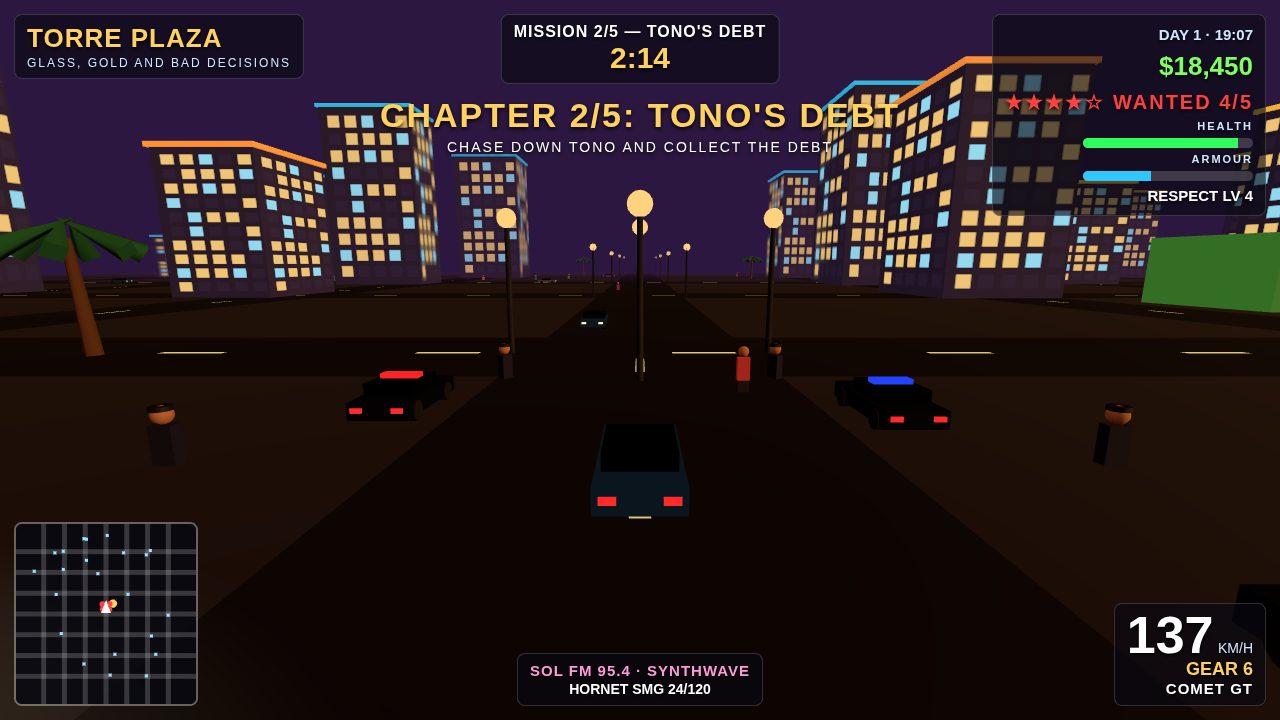 TORRE PLAZA
GLASS, GOLD AND BAD DECISIONS
MISSION 2/5 — TONO'S DEBT
2:14
CHAPTER 2/5: TONO'S DEBT
CHASE DOWN TONO AND COLLECT THE DEBT
DAY 1 · 19:07
$18,450
★★★★☆ WANTED 4/5
HEALTH
ARMOUR
RESPECT LV 4
SOL FM 95.4 · SYNTHWAVE
HORNET SMG 24/120
137 KM/H
GEAR 6
COMET GT